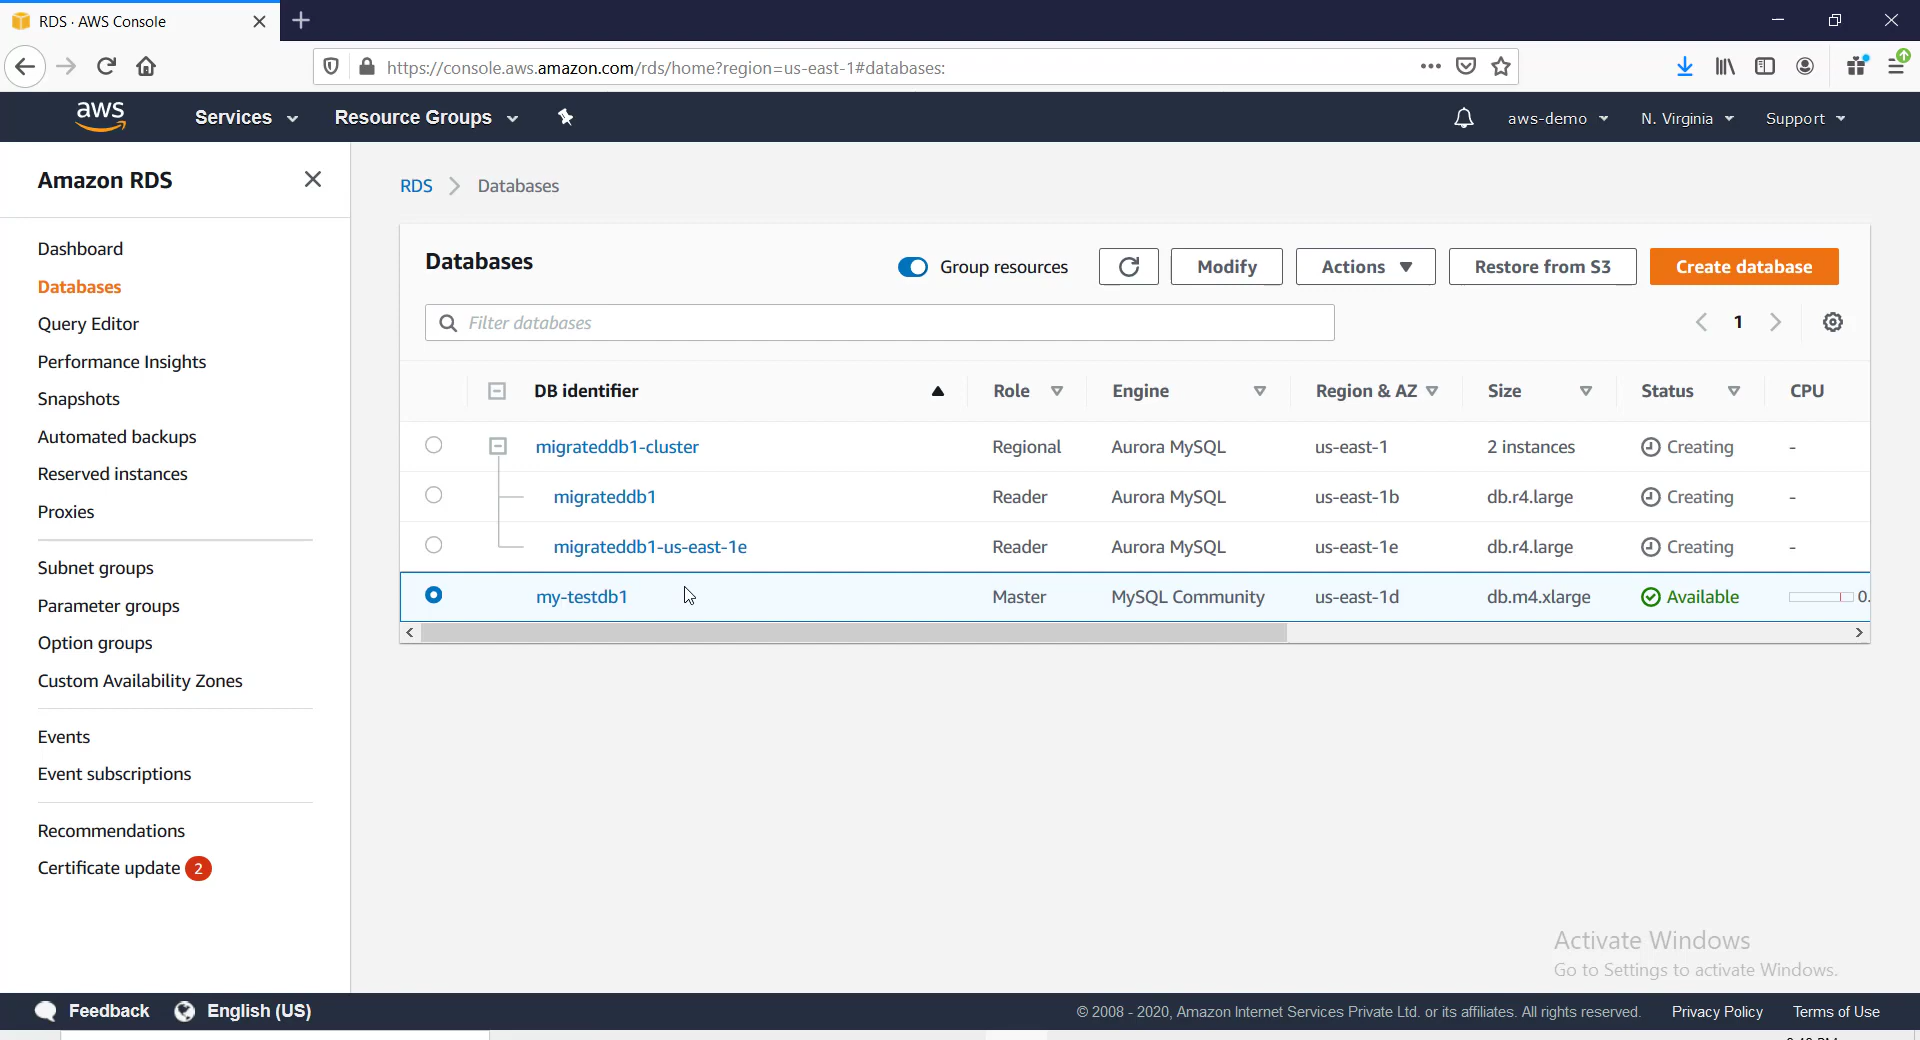 RDS · AWS Console
https://console.aws.amazon.com/rds/home?region=us-east-1#databases:
aws
Services
Resource Groups
aws-demo
N. Virginia
Support
Amazon RDS
Dashboard
Databases
Query Editor
Performance Insights
Snapshots
Automated backups
Reserved instances
Proxies
Subnet groups
Parameter groups
Option groups
Custom Availability Zones
Events
Event subscriptions
Recommendations
Certificate update 2
RDS > Databases
Databases
Group resources
Modify
Actions
Restore from S3
Create database
Filter databases
1
DB identifier Role Engine Region & AZ Size Status CPU
migrateddb1-cluster Regional Aurora MySQL us-east-1 2 instances Creating -
migrateddb1 Reader Aurora MySQL us-east-1b db.r4.large Creating -
migrateddb1-us-east-1e Reader Aurora MySQL us-east-1e db.r4.large Creating -
my-testdb1 Master MySQL Community us-east-1d db.m4.xlarge Available 0.
Activate Windows
Go to Settings to activate Windows.
Feedback
English (US)
© 2008 - 2020, Amazon Internet Services Private Ltd. or its affiliates. All rights reserved.
Privacy Policy
Terms of Use